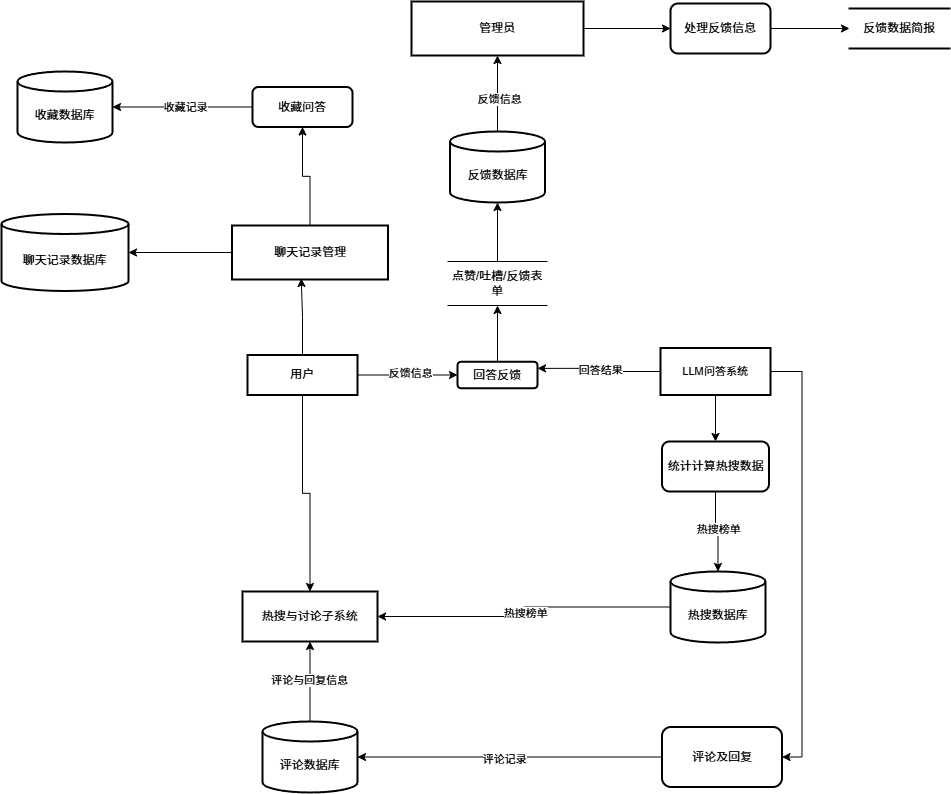 管理员
处理反馈信息
反馈数据简报
收藏数据库
收藏记录
收藏问答
反馈信息
反馈数据库
聊天记录数据库
聊天记录管理
点赞/吐槽/反馈表
单
用户
反馈信息
回答反馈
回答结果
LLM问答系统
统计计算热搜数据
热搜榜单
热搜与讨论子系统
热搜榜单
热搜数据库
评论与回复信息
评论数据库
评论记录
评论及回复